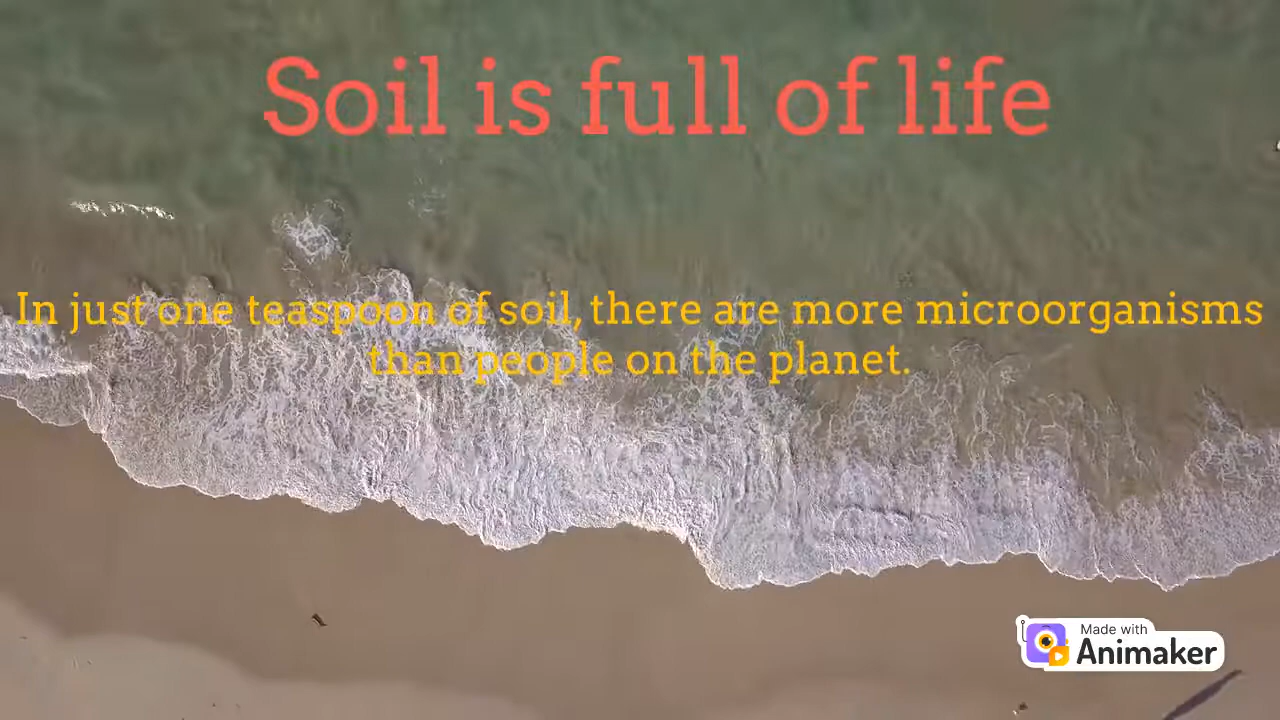 Soil is full of life
In just one teaspoon of soil, there are more microorganisms
than people on the planet.
Made with
Animaker